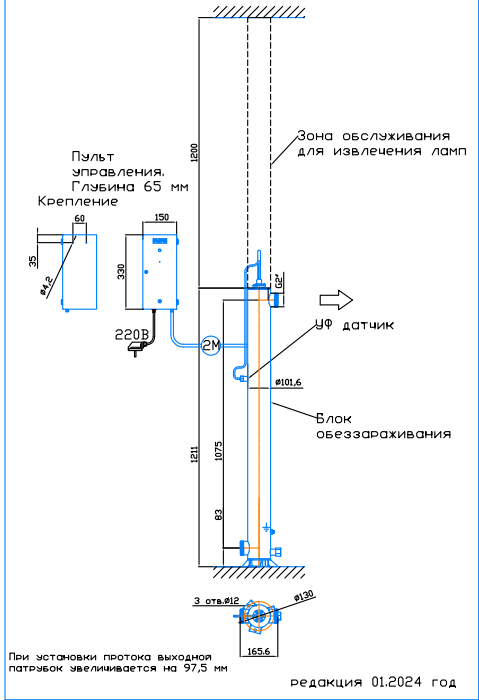 1200
Зона обслуживания
для извлечения ламп
Пульт
управления.
Глубина 65 мм
Крепление
60
150
35
330
ø4,2
G2"
220В
2М
УФ датчик
ø101,6
Блок
обеззараживания
1211
1075
83
3 отв.ø12
ø130
165.6
При установки протока выходной
патрубок увеличивается на 97,5 мм
редакция 01.2024 год